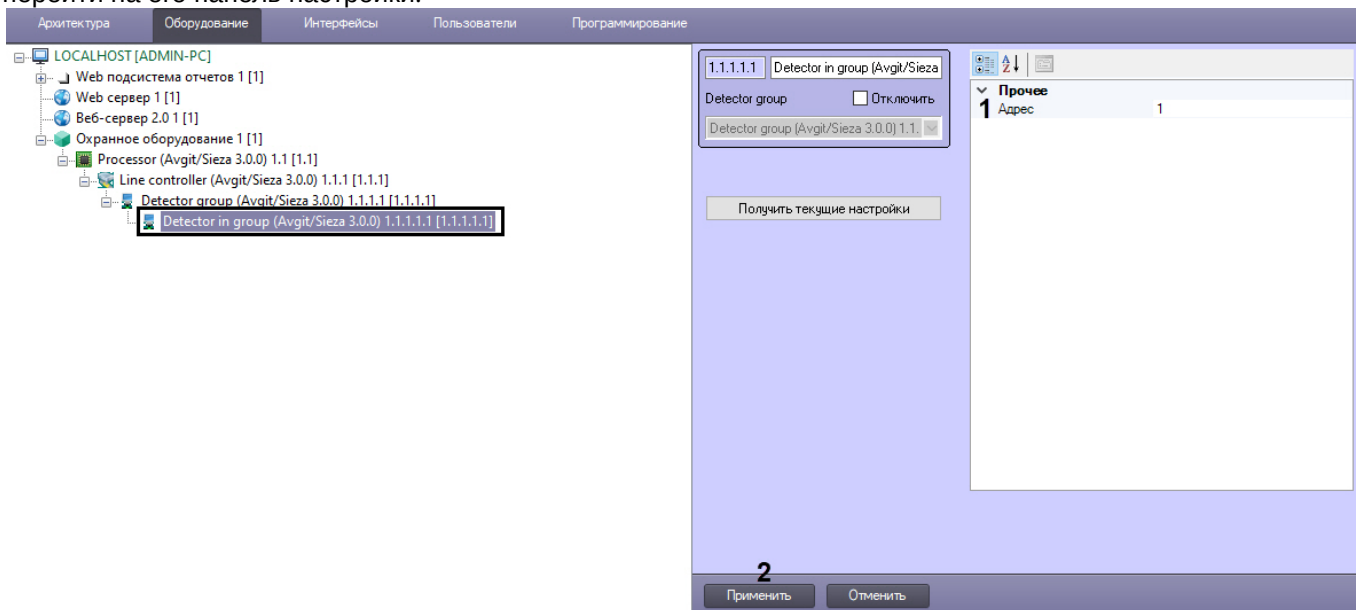 перейти на его панель настройки.
Архитектура Оборудование Интерфейсы Пользователи Программирование
LOCALHOST [ADMIN-PC]
Web подсистема отчетов 1 [1]
Web сервер 1 [1]
Веб-сервер 2.0 1 [1]
Охранное оборудование 1 [1]
Processor (Avgit/Sieza 3.0.0) 1.1 [1.1]
Line controller (Avgit/Sieza 3.0.0) 1.1.1 [1.1.1]
Detector group (Avgit/Sieza 3.0.0) 1.1.1.1 [1.1.1.1]
Detector in group (Avgit/Sieza 3.0.0) 1.1.1.1.1 [1.1.1.1.1]
1.1.1.1.1 Detector in group (Avgit/Sieza
Detector group Отключить
Detector group (Avgit/Sieza 3.0.0) 1.1.
Получить текущие настройки
Прочее
1 Адрес 1
2
Применить Отменить